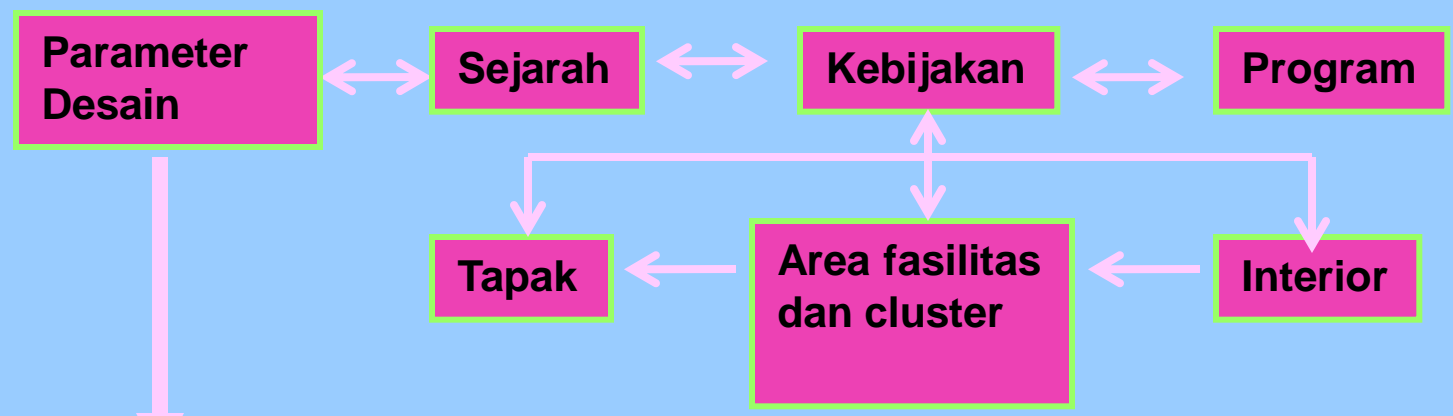 Parameter
Desain
Sejarah
Kebijakan
Program
Tapak
Area fasilitas
dan cluster
Interior